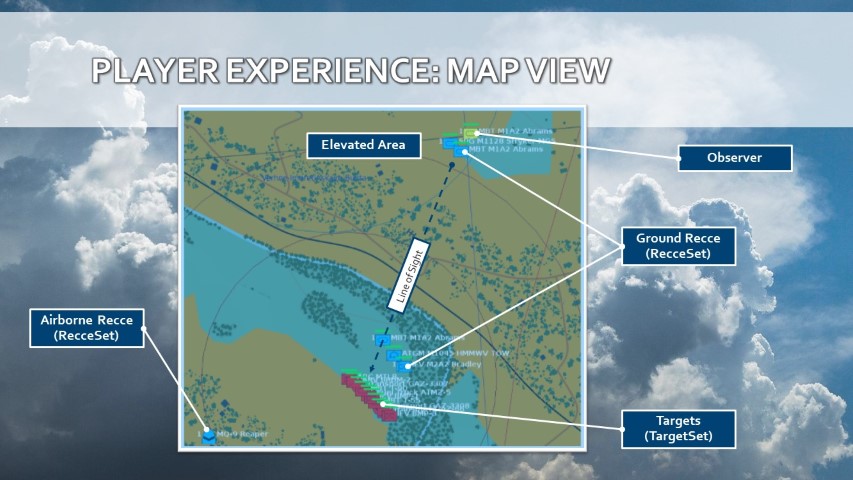 PLAYER EXPERIENCE: MAP VIEW
Elevated Area
MBT M1A2 Abrams
MBT M1A2 Abrams
Observer
Ground Recce
(RecceSet)
Line of Sight
Airborne Recce
(RecceSet)
MBT M1A2 Abrams
ATGM M1045 HMMWV TOW
M2A2 Bradley
Targets
(TargetSet)
MQ-9 Reaper